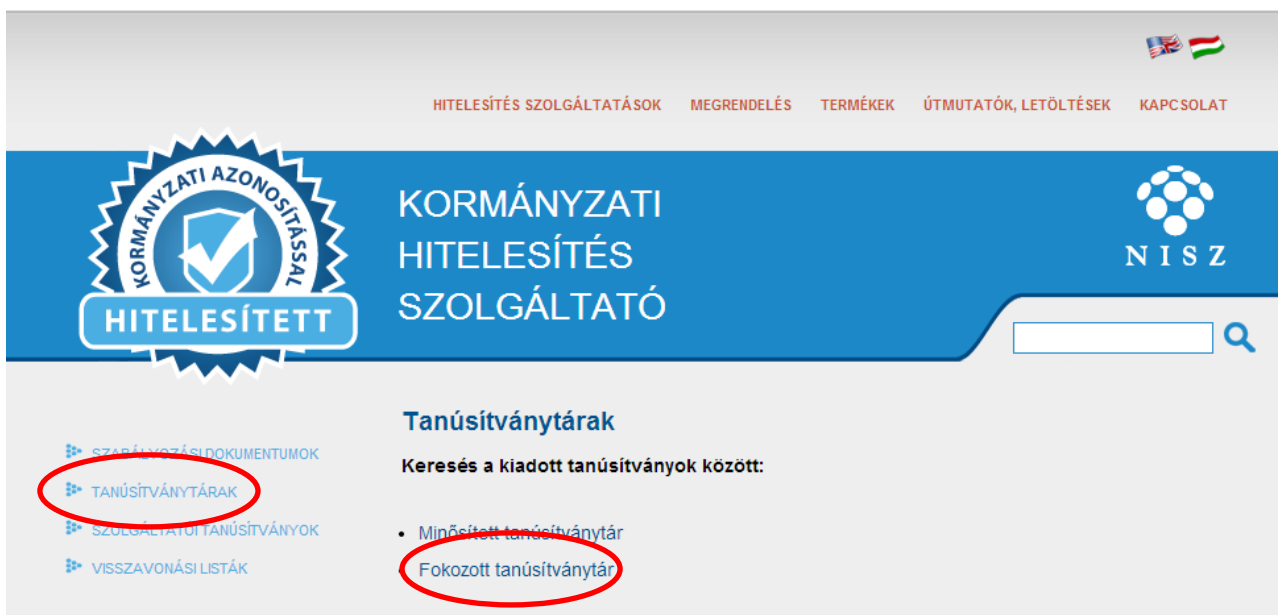 HITELESÍTÉS SZOLGÁLTATÁSOK MEGRENDELÉS TERMÉKEK ÚTMUTATÓK, LETÖLTÉSEK KAPCSOLAT
KORMÁNYZATI AZONOSÍTÁSSAL
HITELESÍTETT
KORMÁNYZATI
HITELESÍTÉS
SZOLGÁLTATÓ
NISZ
SZABÁLYOZÁSI DOKUMENTUMOK
TANÚSÍTVÁNYTÁRAK
SZOLGÁLTATÓI TANÚSÍTVÁNYOK
VISSZAVONÁSI LISTÁK
Tanúsítványtárak
Keresés a kiadott tanúsítványok között:
• Minősített tanúsítványtár
Fokozott tanúsítványtár